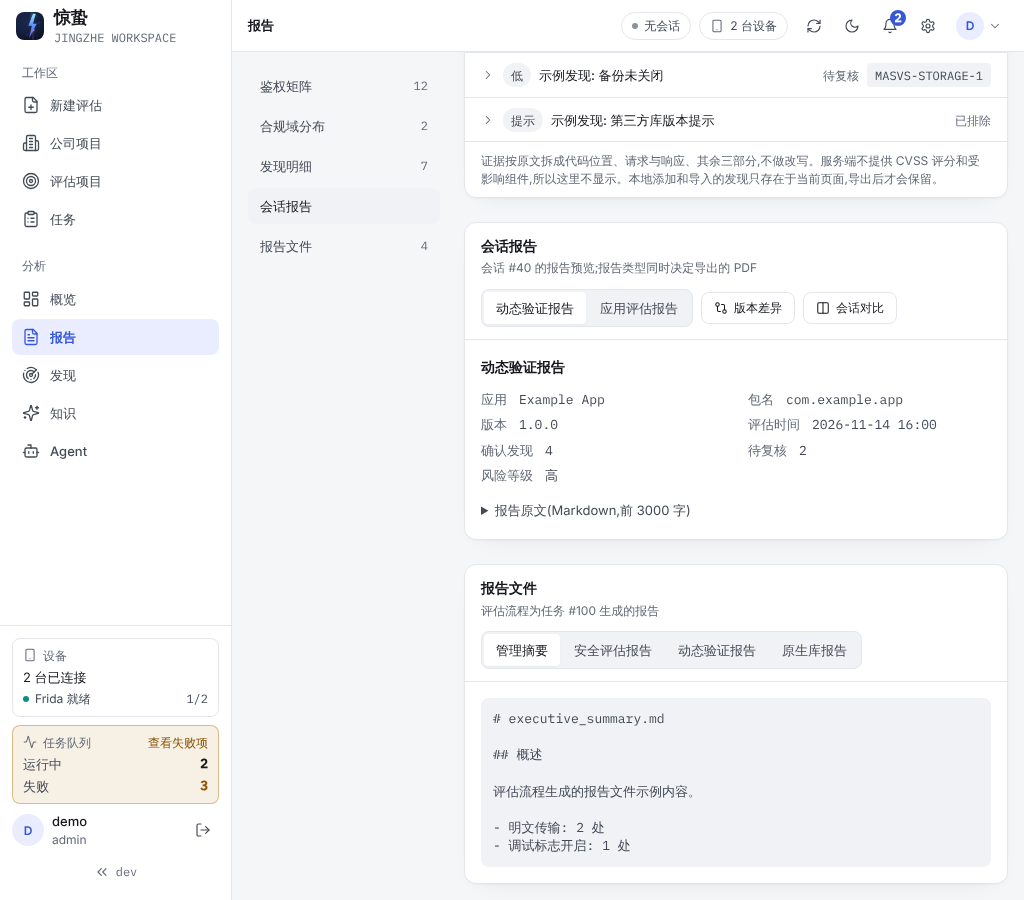 惊蛰
JINGZHE WORKSPACE
工作区
新建评估
公司项目
评估项目
任务
分析
概览
报告
发现
知识
Agent
设备
2 台已连接
Frida 就绪 1/2
任务队列 查看失败项
运行中 2
失败 3
D demo
admin
dev
报告
无会话
2 台设备
2
D
鉴权矩阵 12
合规域分布 2
发现明细 7
会话报告
报告文件 4
低 示例发现: 备份未关闭 待复核 MASVS-STORAGE-1
提示 示例发现: 第三方库版本提示 已排除
证据按原文拆成代码位置、请求与响应、其余三部分,不做改写。服务端不提供 CVSS 评分和受
影响组件,所以这里不显示。本地添加和导入的发现只存在于当前页面,导出后才会保留。
会话报告
会话 #40 的报告预览;报告类型同时决定导出的 PDF
动态验证报告 应用评估报告 版本差异 会话对比
动态验证报告
应用 Example App 包名 com.example.app
版本 1.0.0 评估时间 2026-11-14 16:00
确认发现 4 待复核 2
风险等级 高
报告原文(Markdown,前 3000 字)
报告文件
评估流程为任务 #100 生成的报告
管理摘要 安全评估报告 动态验证报告 原生库报告
# executive_summary.md
## 概述
评估流程生成的报告文件示例内容。
- 明文传输: 2 处
- 调试标志开启: 1 处